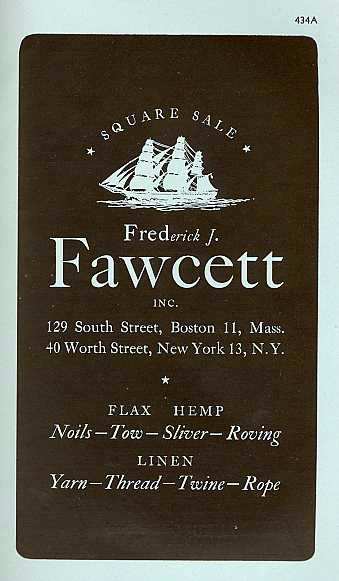 434A
★ SQUARE SALE ★
Frederick J.
Fawcett
INC.
129 South Street, Boston 11, Mass.
40 Worth Street, New York 13, N.Y.
★
FLAX HEMP
Noils—Tow—Sliver—Roving
LINEN
Yarn—Thread—Twine—Rope